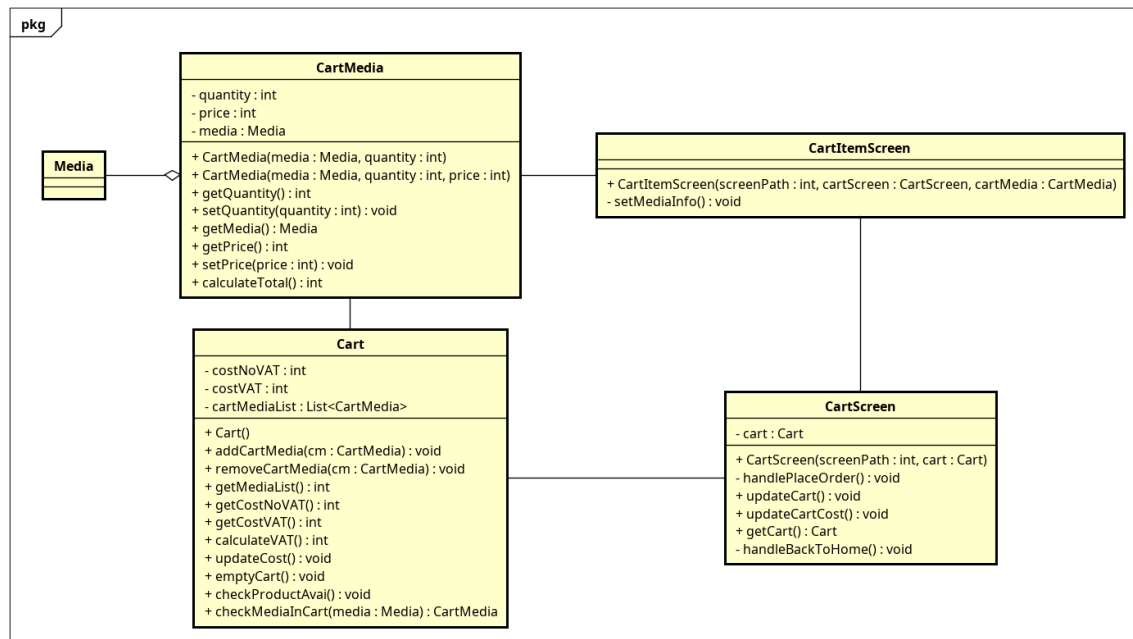 pkg
CartMedia
- quantity : int
- price : int
- media : Media
+ CartMedia(media : Media, quantity : int)
+ CartMedia(media : Media, quantity : int, price : int)
+ getQuantity() : int
+ setQuantity(quantity : int) : void
+ getMedia() : Media
+ getPrice() : int
+ setPrice(price : int) : void
+ calculateTotal() : int
Media
CartItemScreen
+ CartItemScreen(screenPath : int, cartScreen : CartScreen, cartMedia : CartMedia)
- setMediaInfo() : void
Cart
- costNoVAT : int
- costVAT : int
- cartMediaList : List<CartMedia>
+ Cart()
+ addCartMedia(cm : CartMedia) : void
+ removeCartMedia(cm : CartMedia) : void
+ getMediaList() : int
+ getCostNoVAT() : int
+ getCostVAT() : int
+ calculateVAT() : int
+ updateCost() : void
+ emptyCart() : void
+ checkProductAvai() : void
+ checkMediaInCart(media : Media) : CartMedia
CartScreen
- cart : Cart
+ CartScreen(screenPath : int, cart : Cart)
- handlePlaceOrder() : void
+ updateCart() : void
+ updateCartCost() : void
+ getCart() : Cart
- handleBackToHome() : void